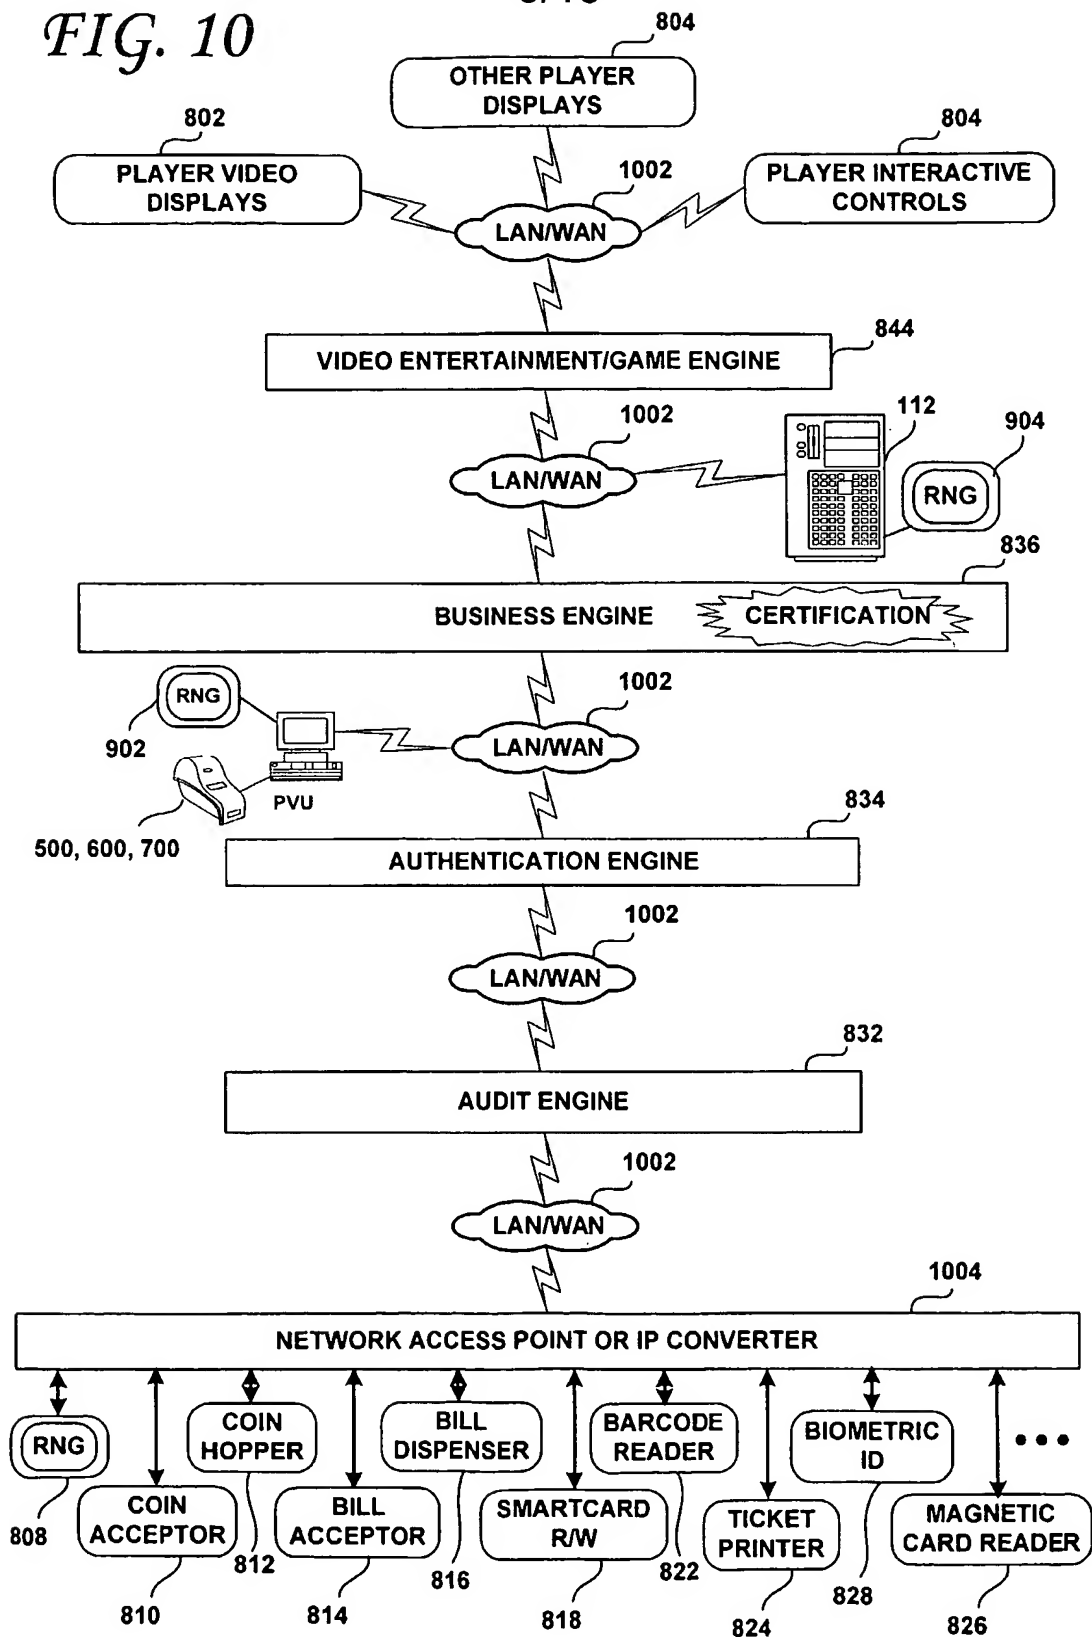 FIG. 10
804
OTHER PLAYER
DISPLAYS
802
PLAYER VIDEO
DISPLAYS
804
PLAYER INTERACTIVE
CONTROLS
1002
LAN/WAN
844
VIDEO ENTERTAINMENT/GAME ENGINE
1002
LAN/WAN
112
904
RNG
836
BUSINESS ENGINE
CERTIFICATION
RNG
902
PVU
500, 600, 700
1002
LAN/WAN
834
AUTHENTICATION ENGINE
1002
LAN/WAN
832
AUDIT ENGINE
1002
LAN/WAN
1004
NETWORK ACCESS POINT OR IP CONVERTER
RNG
808
COIN
ACCEPTOR
810
COIN
HOPPER
812
BILL
ACCEPTOR
814
BILL
DISPENSER
816
SMARTCARD
R/W
818
BARCODE
READER
822
TICKET
PRINTER
824
BIOMETRIC
ID
828
MAGNETIC
CARD READER
826
•••